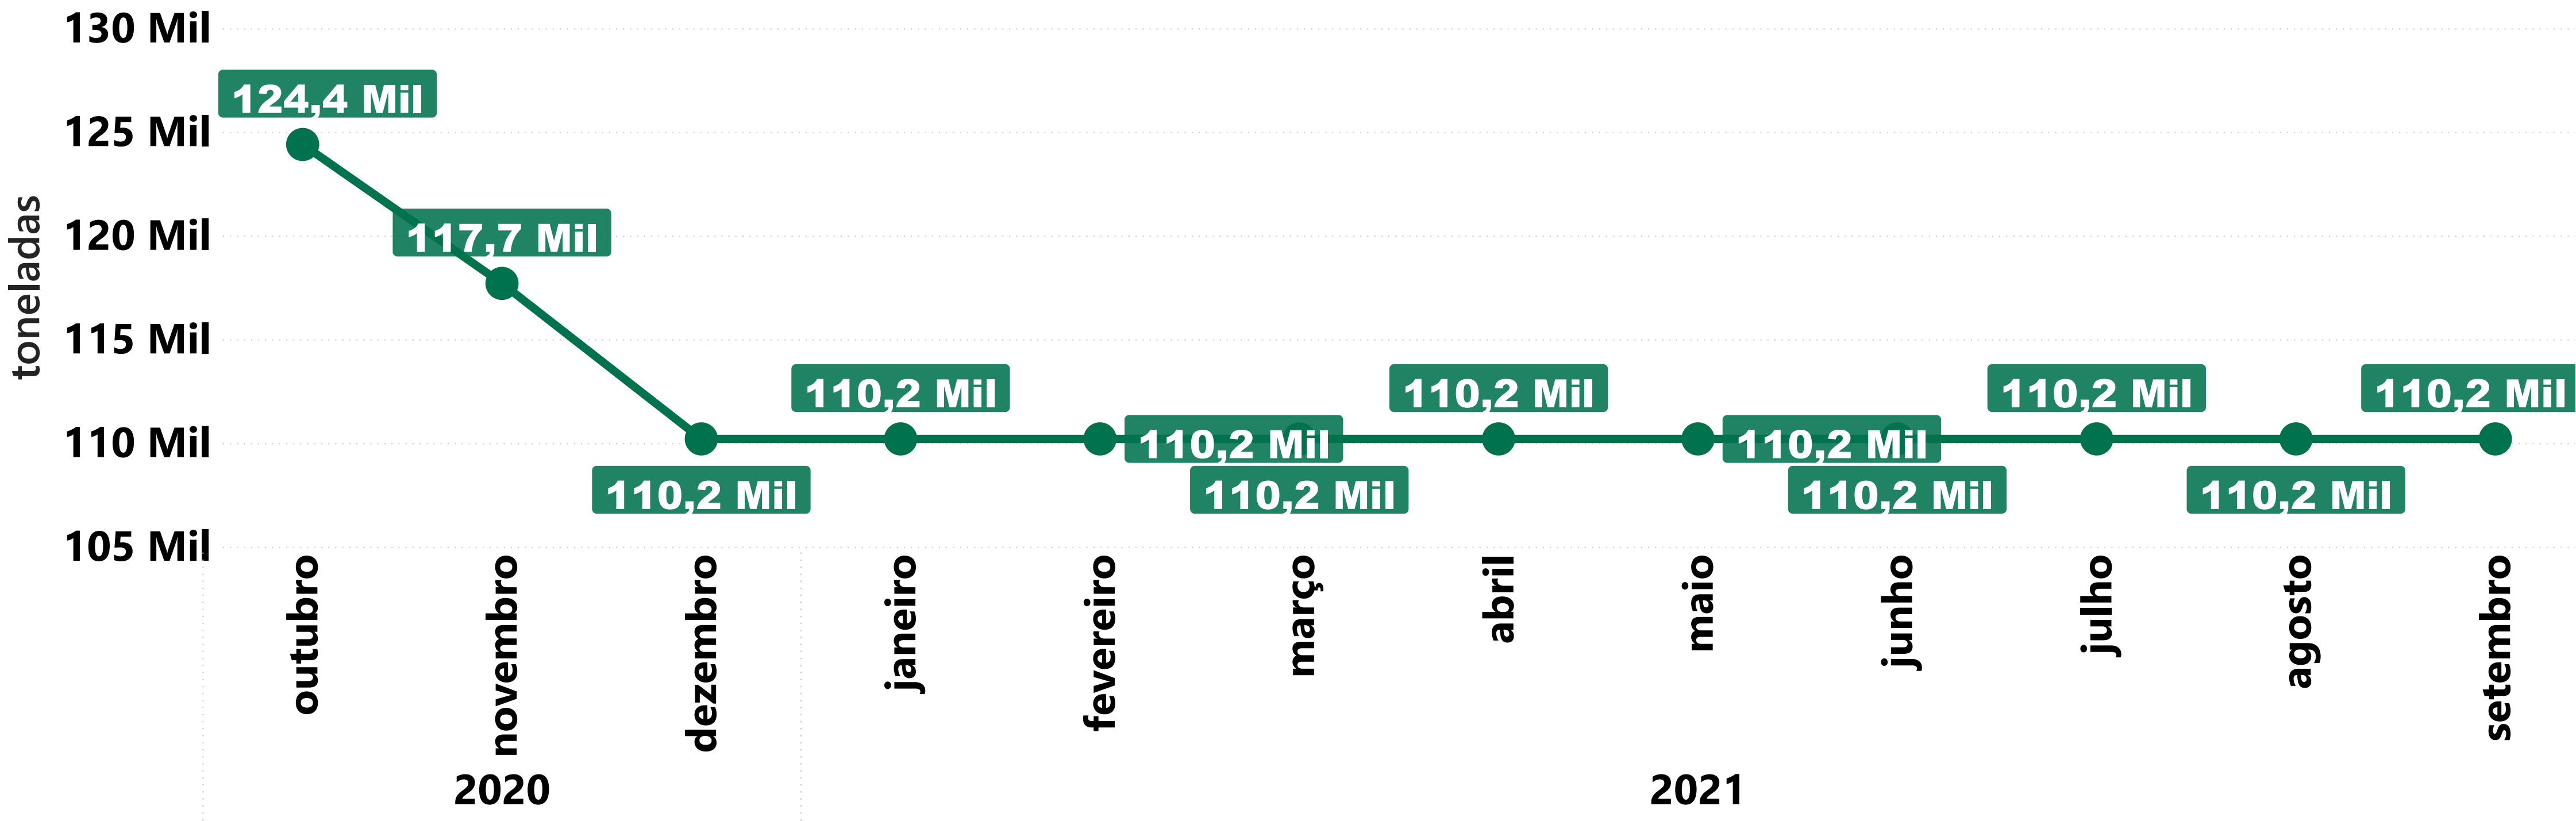 130 Mil
125 Mil
120 Mil
115 Mil
110 Mil
105 Mil
toneladas
124,4 Mil
117,7 Mil
110,2 Mil
110,2 Mil
110,2 Mil
110,2 Mil
110,2 Mil
110,2 Mil
110,2 Mil
110,2 Mil
110,2 Mil
110,2 Mil
outubro
novembro
dezembro
janeiro
fevereiro
março
abril
maio
junho
julho
agosto
setembro
2020
2021